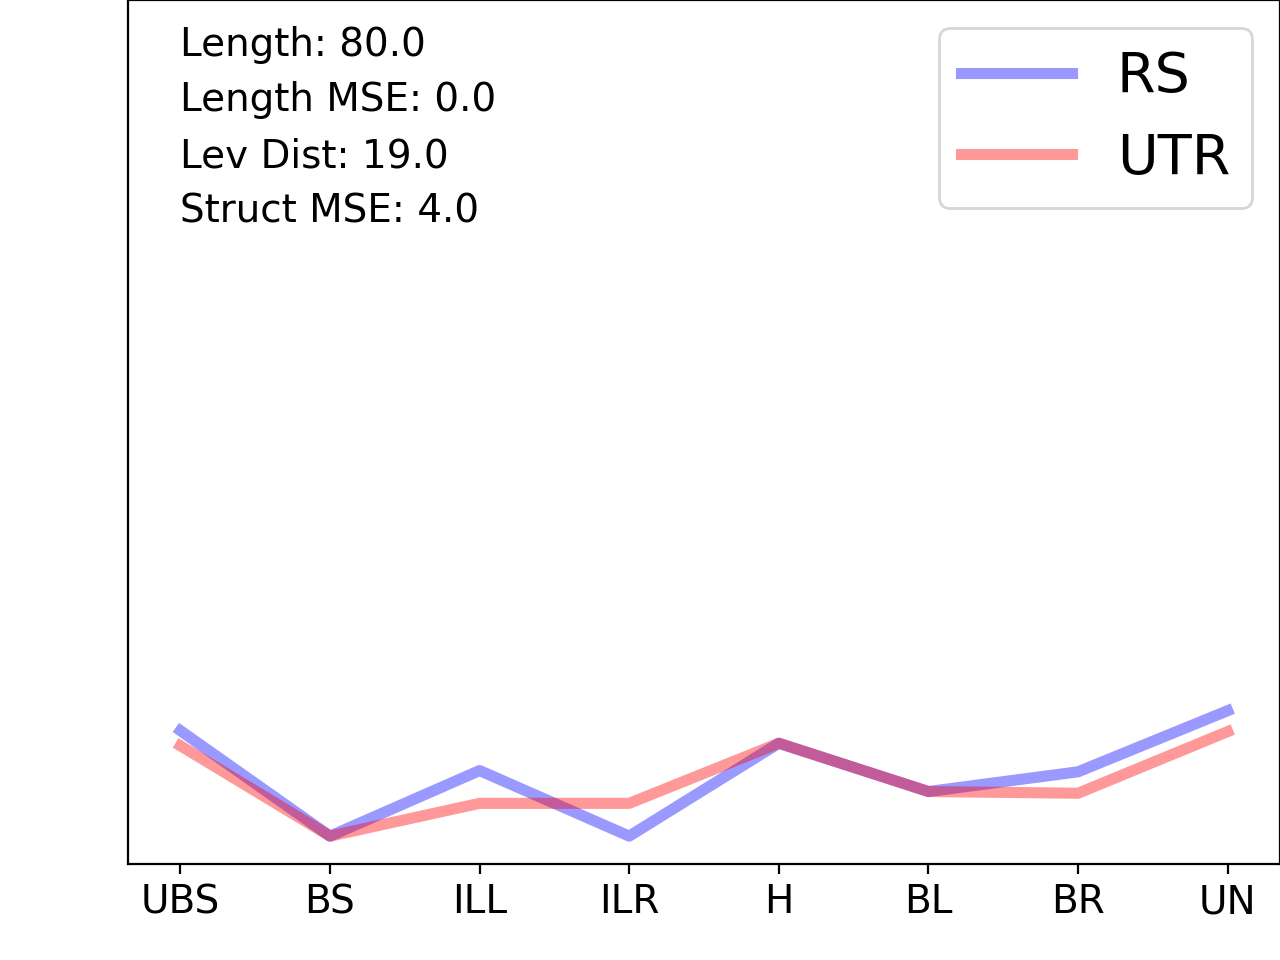 Length: 80.0
Length MSE: 0.0
Lev Dist: 19.0
Struct MSE: 4.0
RS
UTR
UBS BS ILL ILR H BL BR UN